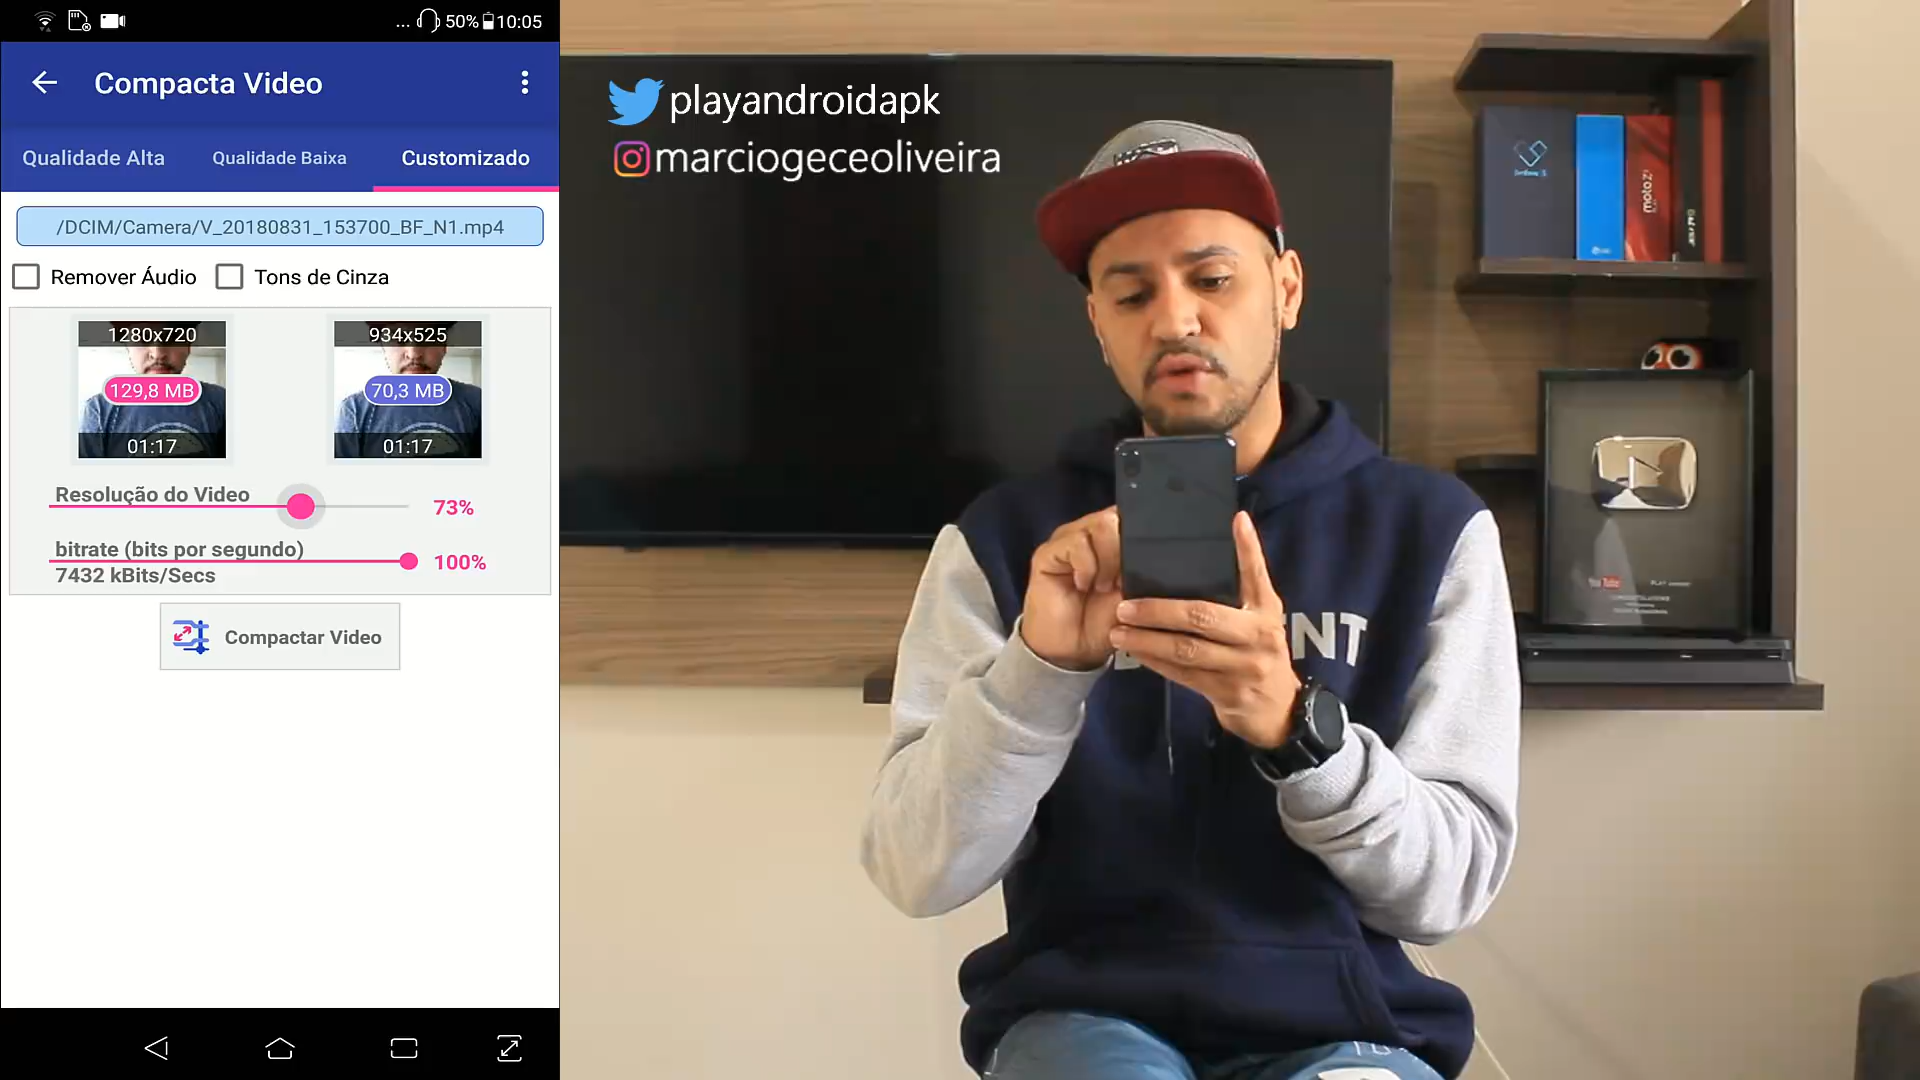 ... 50% 10:05
Compacta Video
Qualidade Alta Qualidade Baixa Customizado
/DCIM/Camera/V_20180831_153700_BF_N1.mp4
Remover Áudio Tons de Cinza
1280x720 934x525
129,8 MB 70,3 MB
01:17 01:17
Resolução do Video
73%
bitrate (bits por segundo)
100%
7432 kBits/Secs
Compactar Video
playandroidapk
marciogeceoliveira
moto z
NT
YouTube